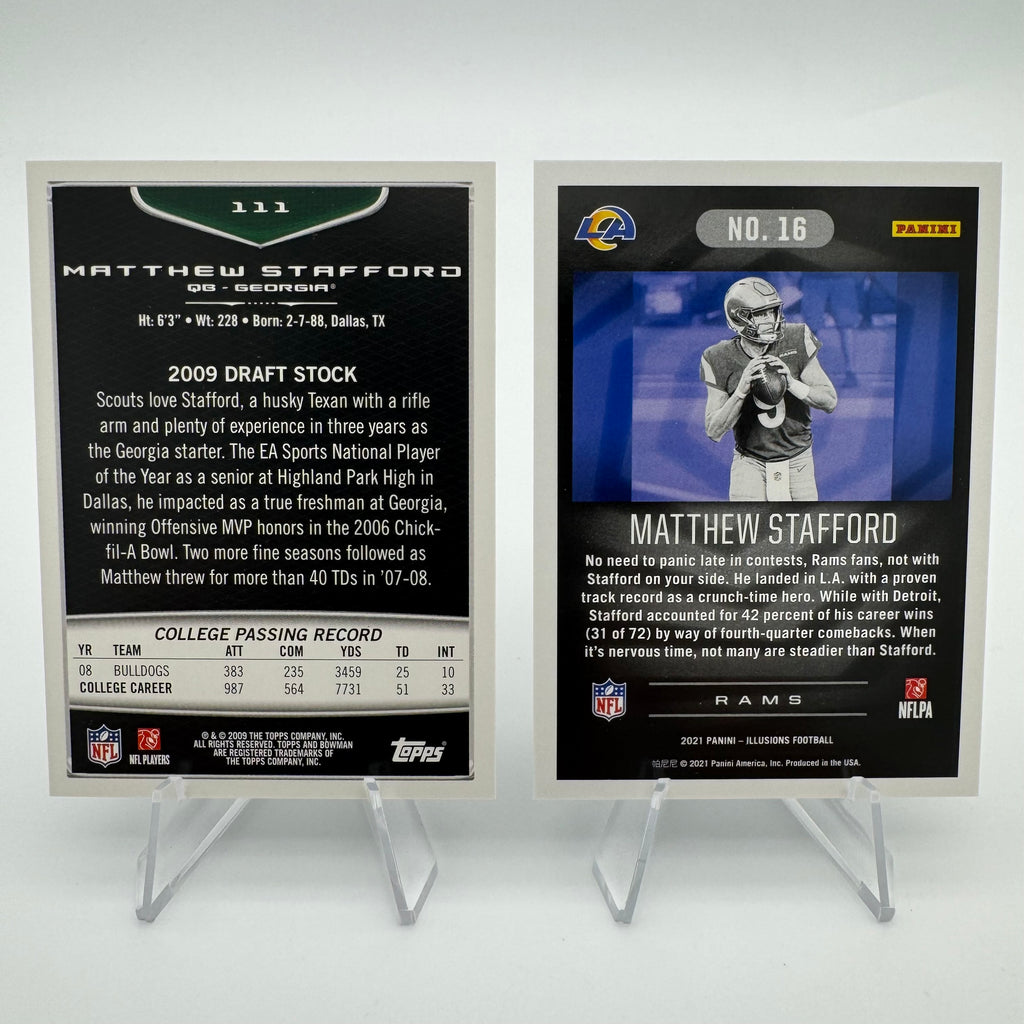 111
MATTHEW STAFFORD
QB - GEORGIA®
Ht: 6'3" • Wt: 228 • Born: 2-7-88, Dallas, TX
2009 DRAFT STOCK
Scouts love Stafford, a husky Texan with a rifle
arm and plenty of experience in three years as
the Georgia starter. The EA Sports National Player
of the Year as a senior at Highland Park High in
Dallas, he impacted as a true freshman at Georgia,
winning Offensive MVP honors in the 2006 Chick-
fil-A Bowl. Two more fine seasons followed as
Matthew threw for more than 40 TDs in '07-08.
COLLEGE PASSING RECORD
YR TEAM ATT COM YDS TD INT
08 BULLDOGS 383 235 3459 25 10
COLLEGE CAREER 987 564 7731 51 33
NFL
NFL PLAYERS
℗ & © 2009 THE TOPPS COMPANY, INC.
ALL RIGHTS RESERVED. TOPPS AND BOWMAN
ARE REGISTERED TRADEMARKS OF
THE TOPPS COMPANY, INC.
Topps®
LA
NO. 16
PANINI
9
MATTHEW STAFFORD
No need to panic late in contests, Rams fans, not with
Stafford on your side. He landed in L.A. with a proven
track record as a crunch-time hero. While with Detroit,
Stafford accounted for 42 percent of his career wins
(31 of 72) by way of fourth-quarter comebacks. When
it's nervous time, not many are steadier than Stafford.
NFL
RAMS
NFLPA
2021 PANINI – ILLUSIONS FOOTBALL
帕尼尼 © 2021 Panini America, Inc. Produced in the USA.